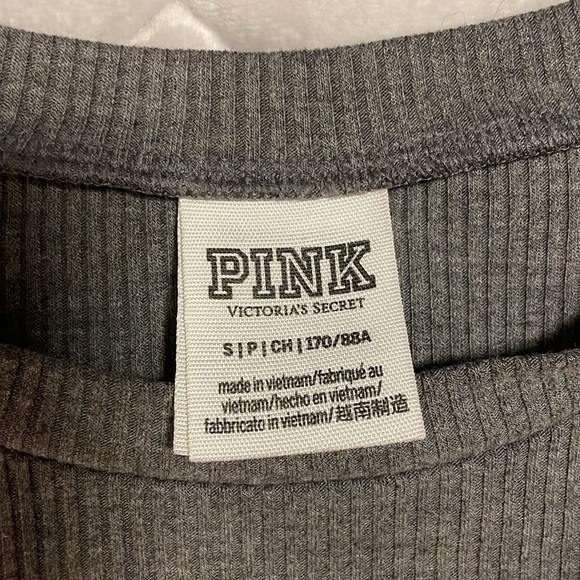 PINK
VICTORIA'S SECRET
S|P|CH|170/88A
made in vietnam/fabriqué au
vietnam/hecho en vietnam/
fabbricato in vietnam/越南制造